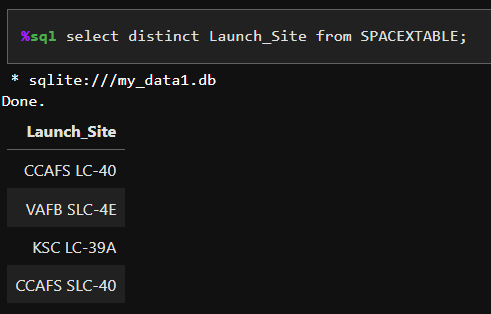 %sql select distinct Launch_Site from SPACEXTABLE;
* sqlite:///my_data1.db
Done.
Launch_Site
CCAFS LC-40
VAFB SLC-4E
KSC LC-39A
CCAFS SLC-40